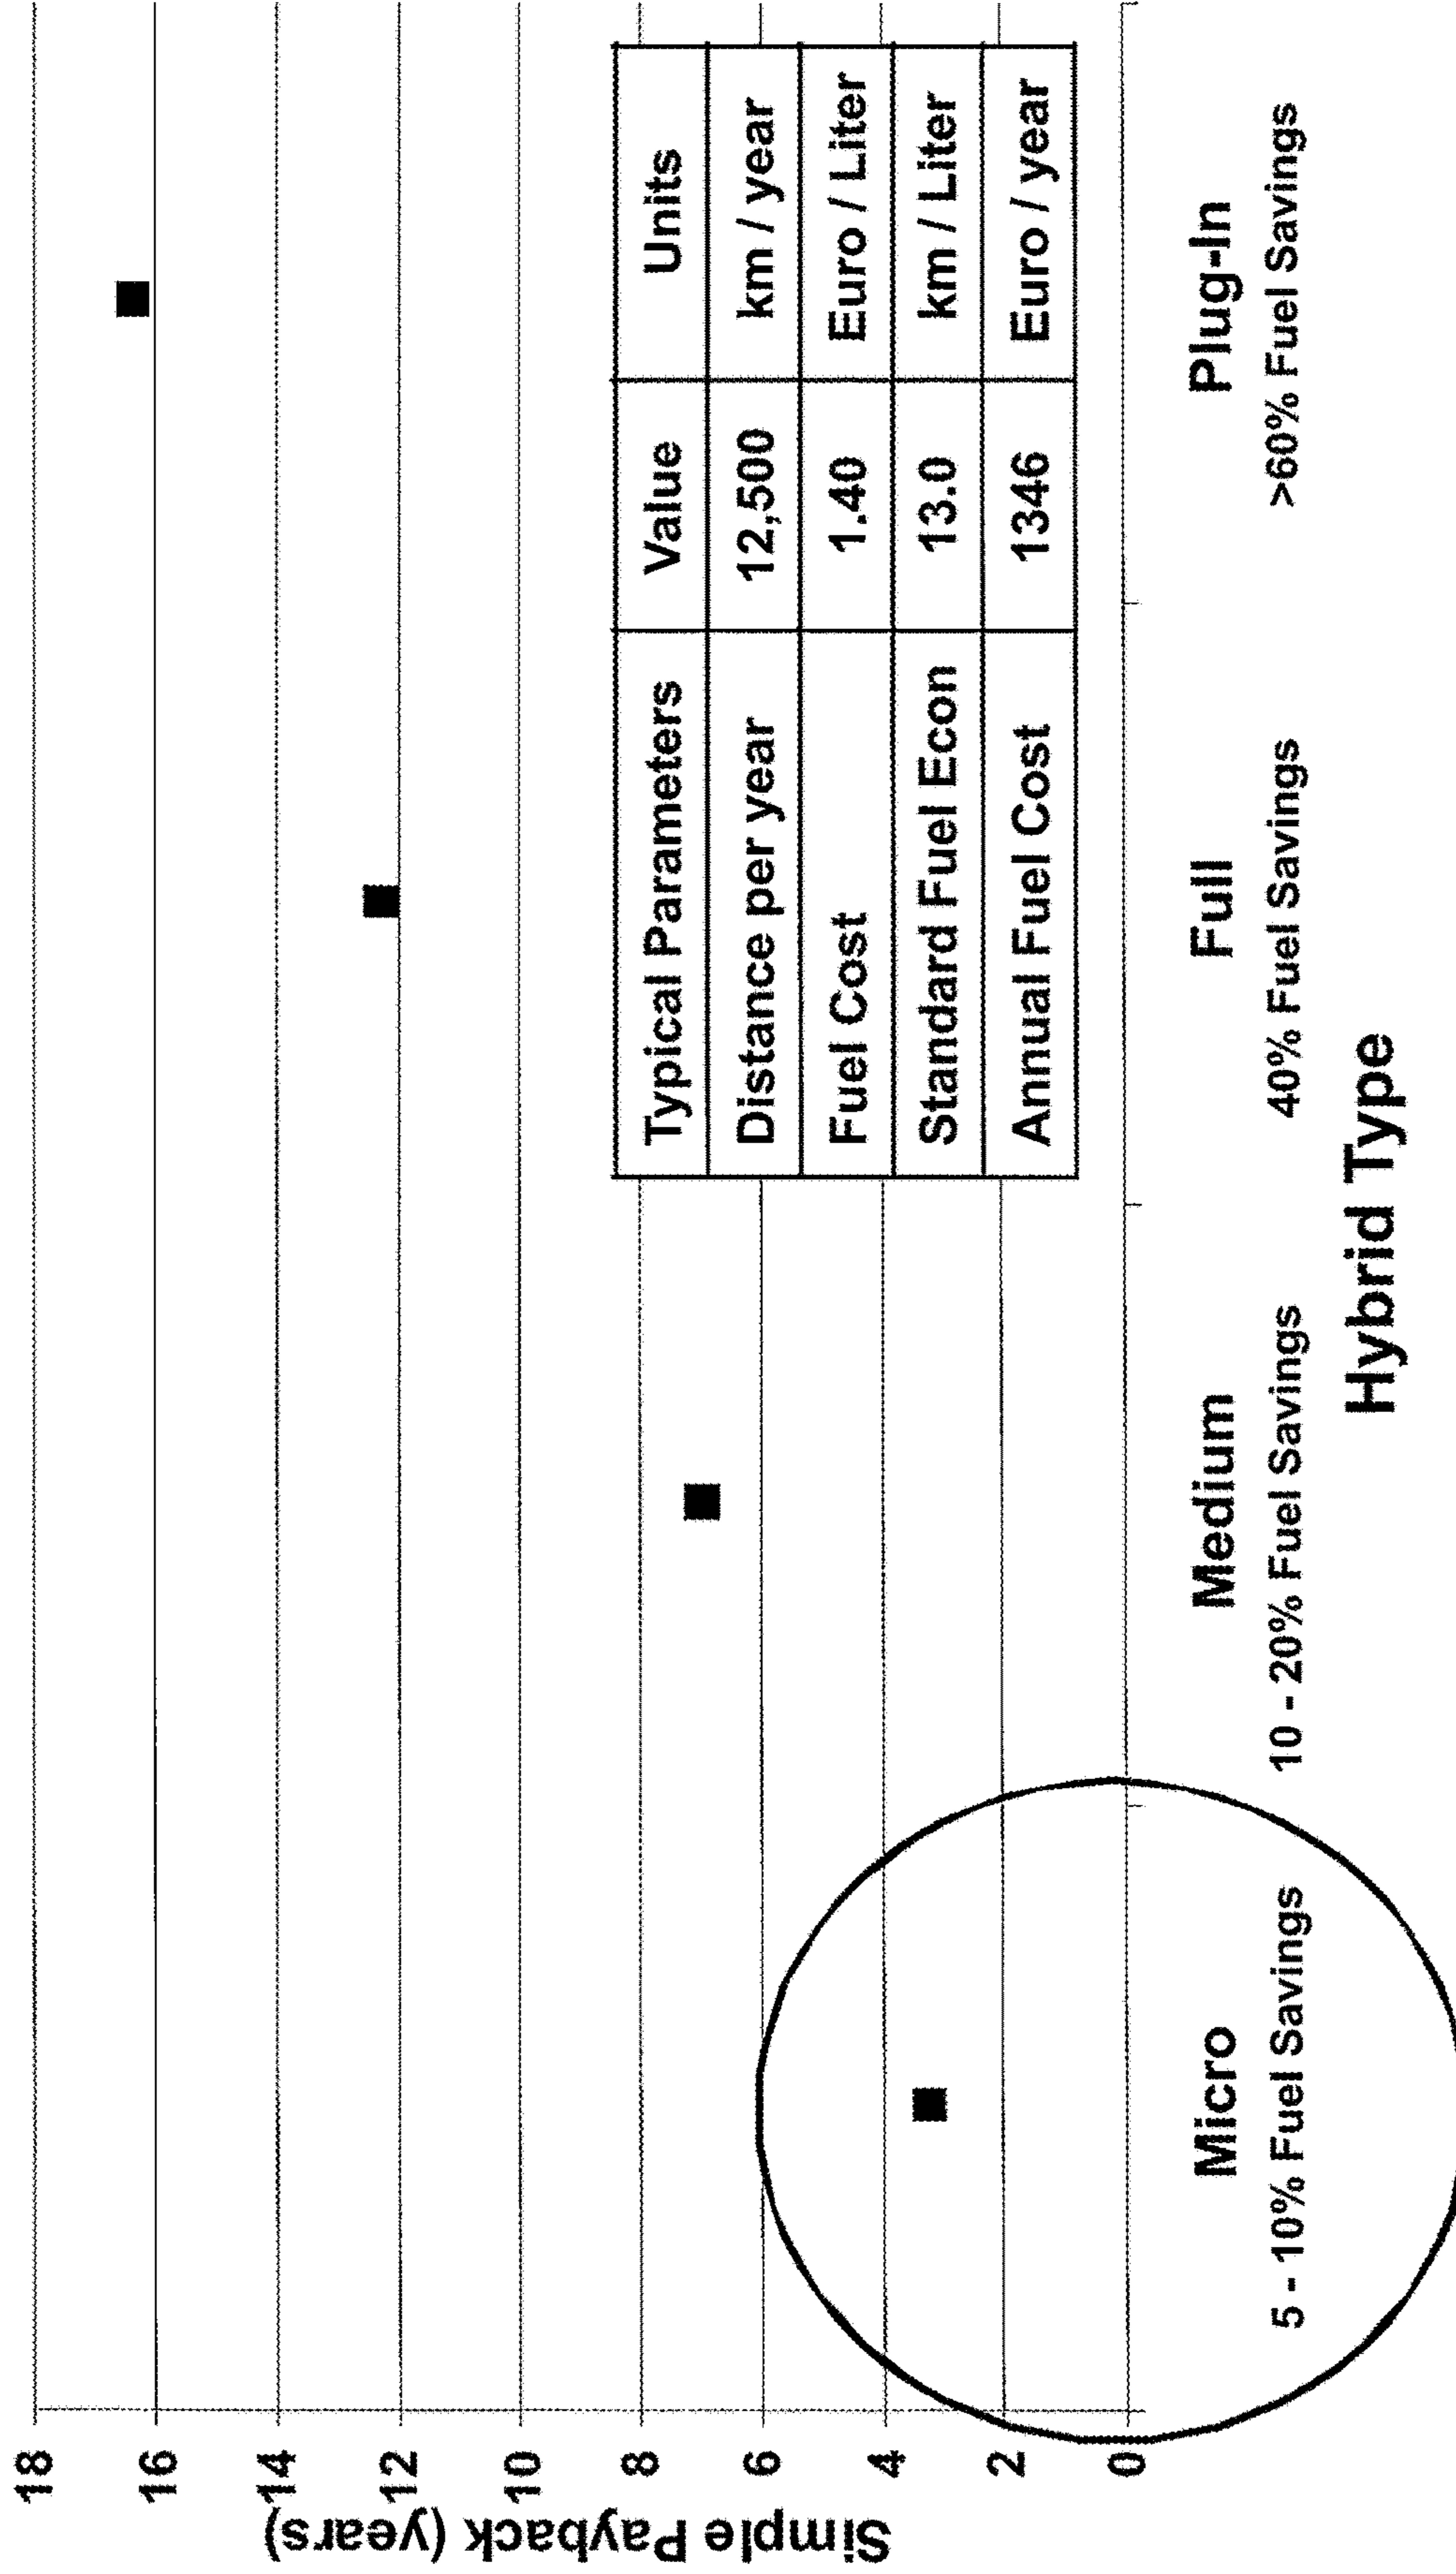 Simple Payback (years)
18
16
14
12
10
8
6
4
2
0
Typical Parameters Value Units
Distance per year 12,500 km / year
Fuel Cost 1.40 Euro / Liter
Standard Fuel Econ 13.0 km / Liter
Annual Fuel Cost 1346 Euro / year
Micro Medium Full Plug-In
5 - 10% Fuel Savings 10 - 20% Fuel Savings 40% Fuel Savings >60% Fuel Savings
Hybrid Type